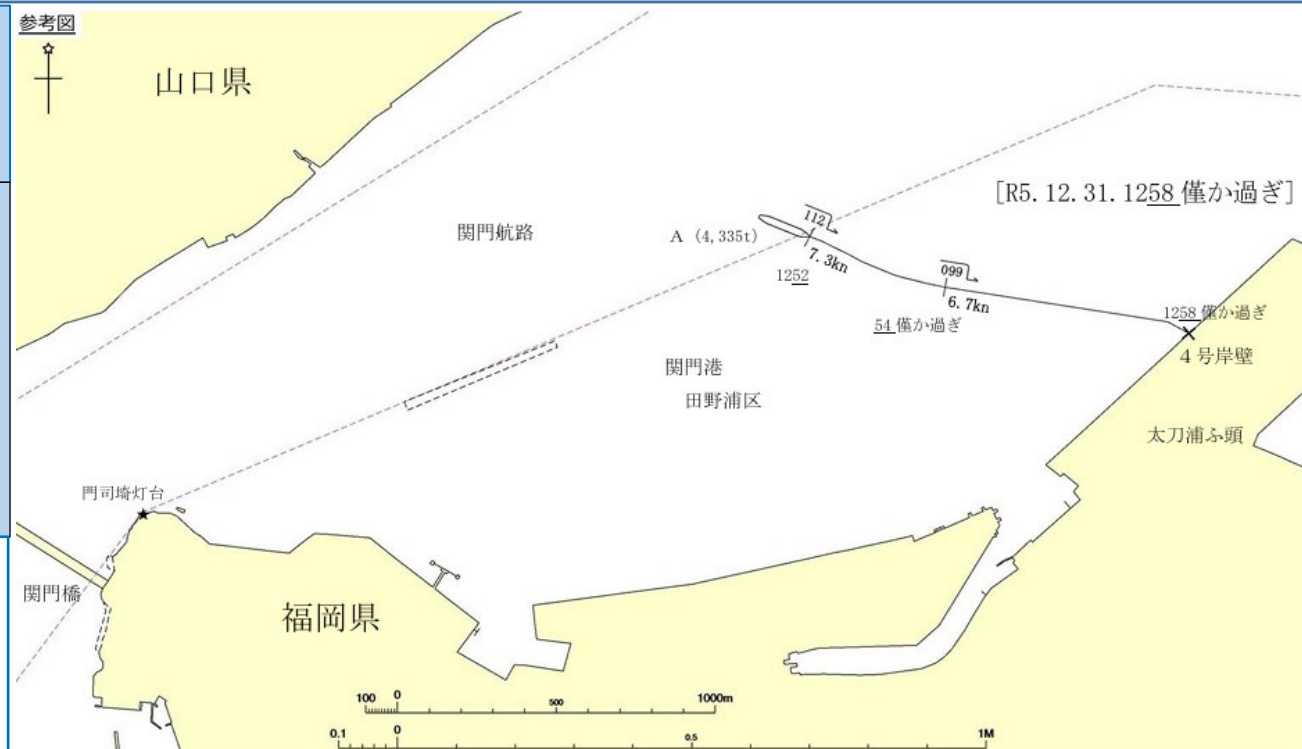 参考図
山口県
[R5.12.31.1258 僅か過ぎ]
関門航路
A (4,335t)
112
7.3kn
1252
099
6.7kn
54 僅か過ぎ
1258 僅か過ぎ
4号岸壁
関門港
田野浦区
太刀浦ふ頭
門司埼灯台
関門橋
福岡県
100 0 500 1000m
0.1 0 0.5 1M